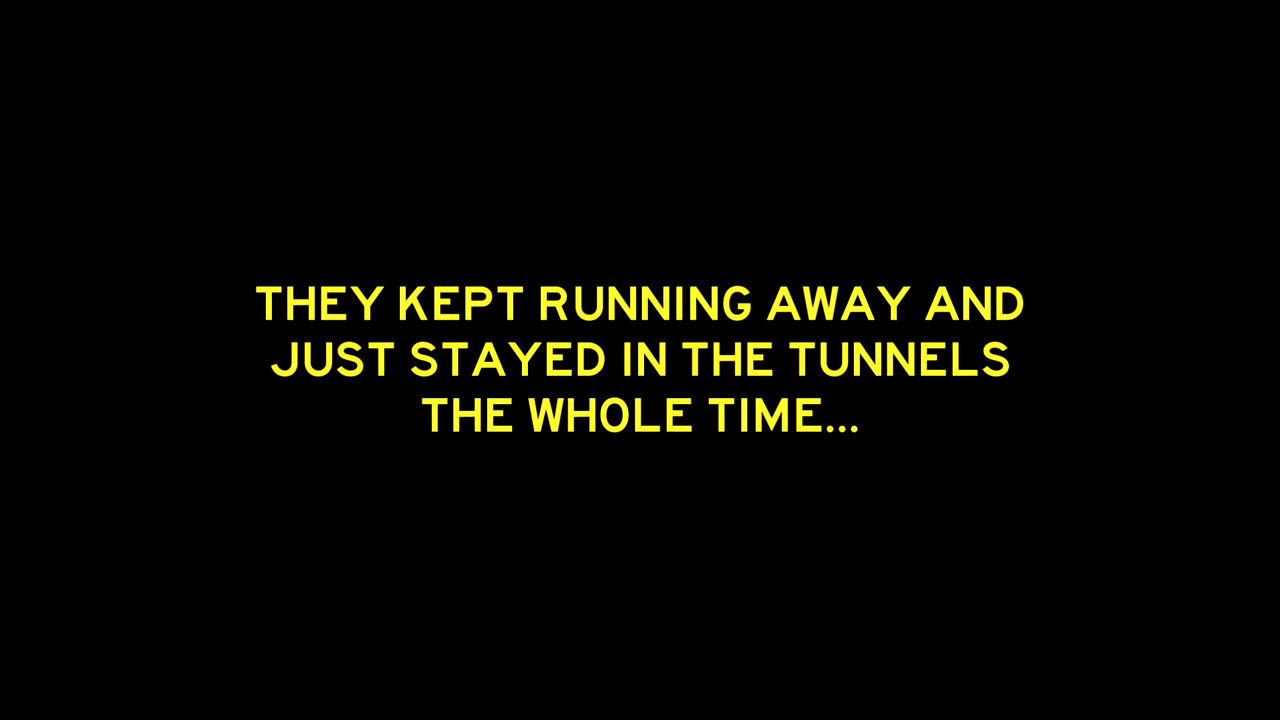 THEY KEPT RUNNING AWAY AND
JUST STAYED IN THE TUNNELS
THE WHOLE TIME...